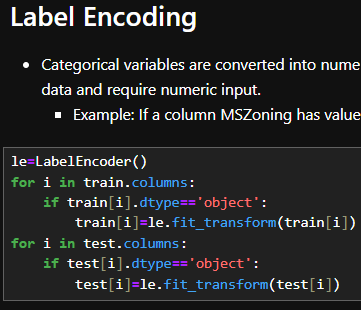 Label Encoding
• Categorical variables are converted into nume
data and require numeric input.
▪ Example: If a column MSZoning has value
le=LabelEncoder()
for i in train.columns:
    if train[i].dtype=='object':
        train[i]=le.fit_transform(train[i])
for i in test.columns:
    if test[i].dtype=='object':
        test[i]=le.fit_transform(test[i])